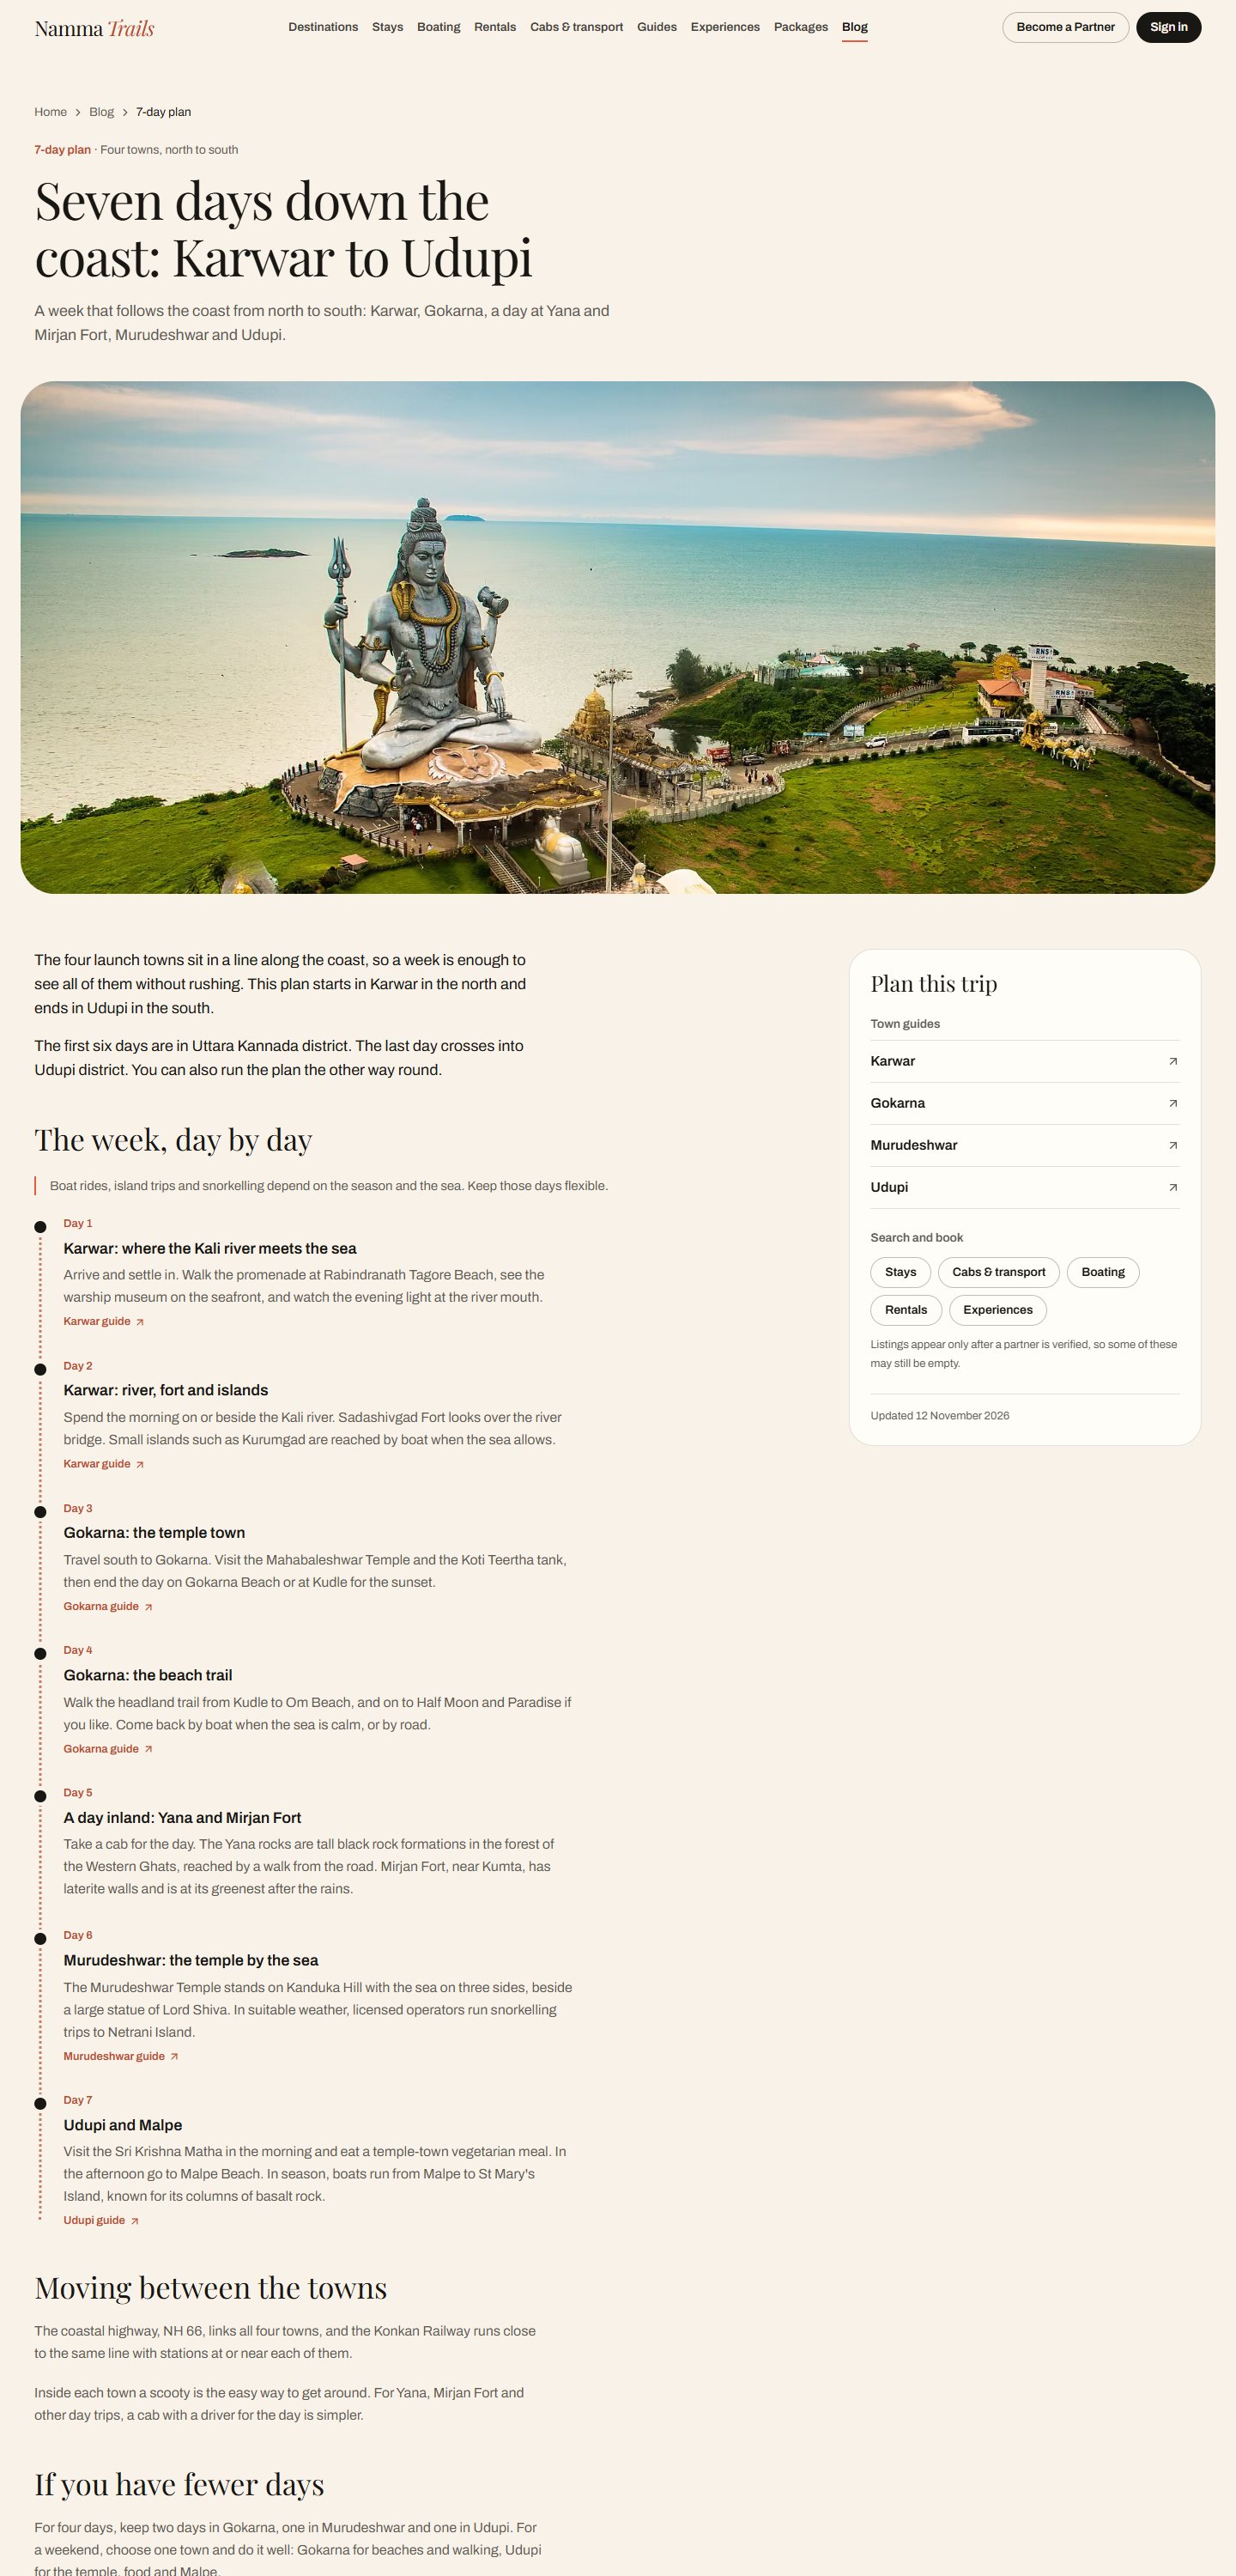 Namma Trails
Destinations Stays Boating Rentals Cabs & transport Guides Experiences Packages Blog
Become a Partner Sign in
Home > Blog > 7-day plan
7-day plan · Four towns, north to south
Seven days down the
coast: Karwar to Udupi
A week that follows the coast from north to south: Karwar, Gokarna, a day at Yana and
Mirjan Fort, Murudeshwar and Udupi.
RNS
RNS
The four launch towns sit in a line along the coast, so a week is enough to
see all of them without rushing. This plan starts in Karwar in the north and
ends in Udupi in the south.
The first six days are in Uttara Kannada district. The last day crosses into
Udupi district. You can also run the plan the other way round.
The week, day by day
Boat rides, island trips and snorkelling depend on the season and the sea. Keep those days flexible.
Day 1
Karwar: where the Kali river meets the sea
Arrive and settle in. Walk the promenade at Rabindranath Tagore Beach, see the
warship museum on the seafront, and watch the evening light at the river mouth.
Karwar guide
Day 2
Karwar: river, fort and islands
Spend the morning on or beside the Kali river. Sadashivgad Fort looks over the river
bridge. Small islands such as Kurumgad are reached by boat when the sea allows.
Karwar guide
Day 3
Gokarna: the temple town
Travel south to Gokarna. Visit the Mahabaleshwar Temple and the Koti Teertha tank,
then end the day on Gokarna Beach or at Kudle for the sunset.
Gokarna guide
Day 4
Gokarna: the beach trail
Walk the headland trail from Kudle to Om Beach, and on to Half Moon and Paradise if
you like. Come back by boat when the sea is calm, or by road.
Gokarna guide
Day 5
A day inland: Yana and Mirjan Fort
Take a cab for the day. The Yana rocks are tall black rock formations in the forest of
the Western Ghats, reached by a walk from the road. Mirjan Fort, near Kumta, has
laterite walls and is at its greenest after the rains.
Day 6
Murudeshwar: the temple by the sea
The Murudeshwar Temple stands on Kanduka Hill with the sea on three sides, beside
a large statue of Lord Shiva. In suitable weather, licensed operators run snorkelling
trips to Netrani Island.
Murudeshwar guide
Day 7
Udupi and Malpe
Visit the Sri Krishna Matha in the morning and eat a temple-town vegetarian meal. In
the afternoon go to Malpe Beach. In season, boats run from Malpe to St Mary's
Island, known for its columns of basalt rock.
Udupi guide
Moving between the towns
The coastal highway, NH 66, links all four towns, and the Konkan Railway runs close
to the same line with stations at or near each of them.
Inside each town a scooty is the easy way to get around. For Yana, Mirjan Fort and
other day trips, a cab with a driver for the day is simpler.
If you have fewer days
For four days, keep two days in Gokarna, one in Murudeshwar and one in Udupi. For
a weekend, choose one town and do it well: Gokarna for beaches and walking, Udupi
for the temple, food and Malpe.
Plan this trip
Town guides
Karwar
Gokarna
Murudeshwar
Udupi
Search and book
Stays Cabs & transport Boating
Rentals Experiences
Listings appear only after a partner is verified, so some of these
may still be empty.
Updated 12 November 2026